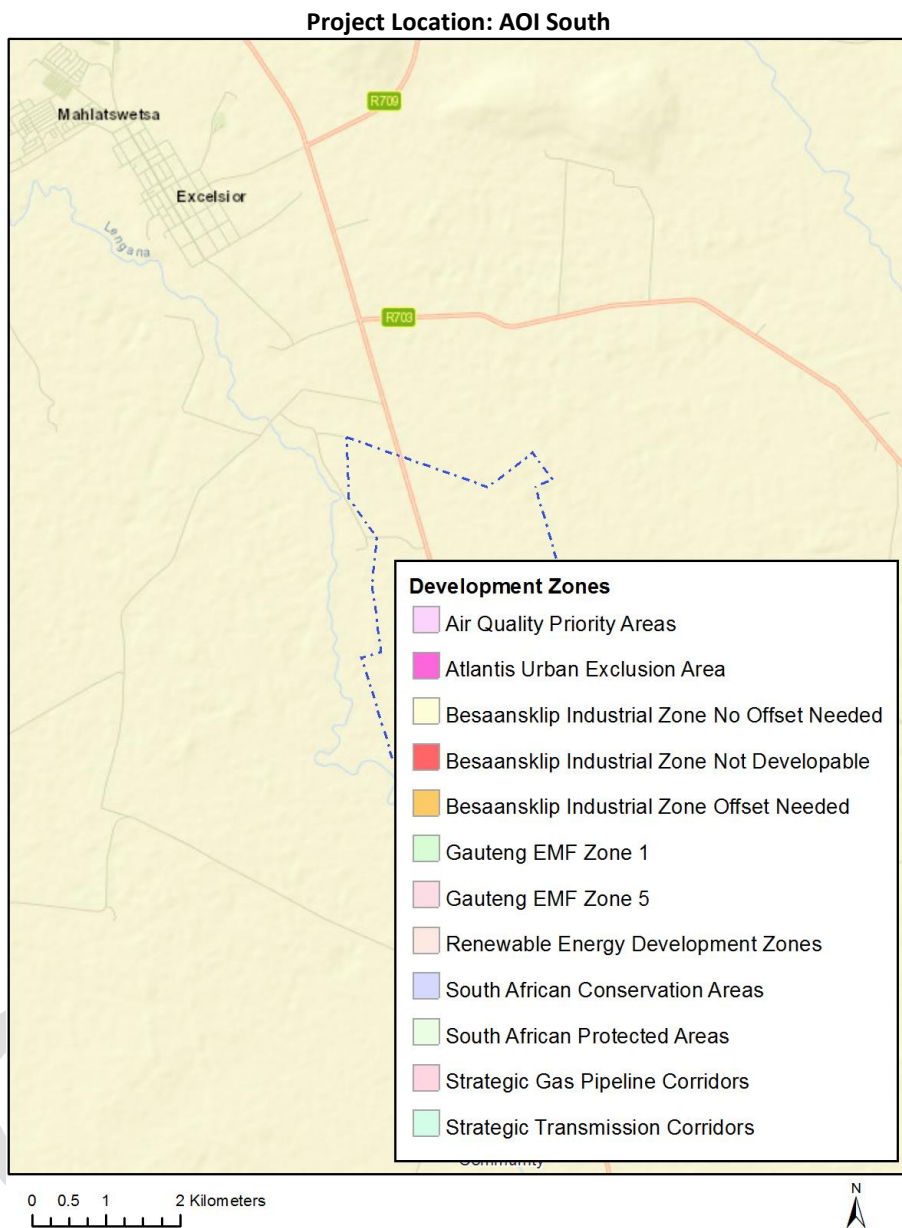 Project Location: AOI South
R709
Mahlatswetsa
Excelsior
Lengana
R703
Development Zones
Air Quality Priority Areas
Atlantis Urban Exclusion Area
Besaansklip Industrial Zone No Offset Needed
Besaansklip Industrial Zone Not Developable
Besaansklip Industrial Zone Offset Needed
Gauteng EMF Zone 1
Gauteng EMF Zone 5
Renewable Energy Development Zones
South African Conservation Areas
South African Protected Areas
Strategic Gas Pipeline Corridors
Strategic Transmission Corridors
Community
0 0.5 1 2 Kilometers
N